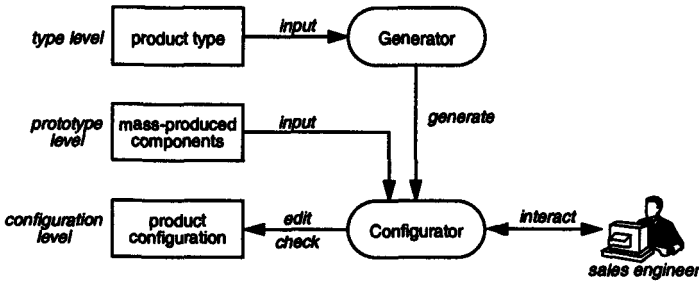 type level
product type
input
Generator
prototype
level
mass-produced
components
input
generate
configuration
level
product
configuration
edit
check
Configurator
interact
sales engineer